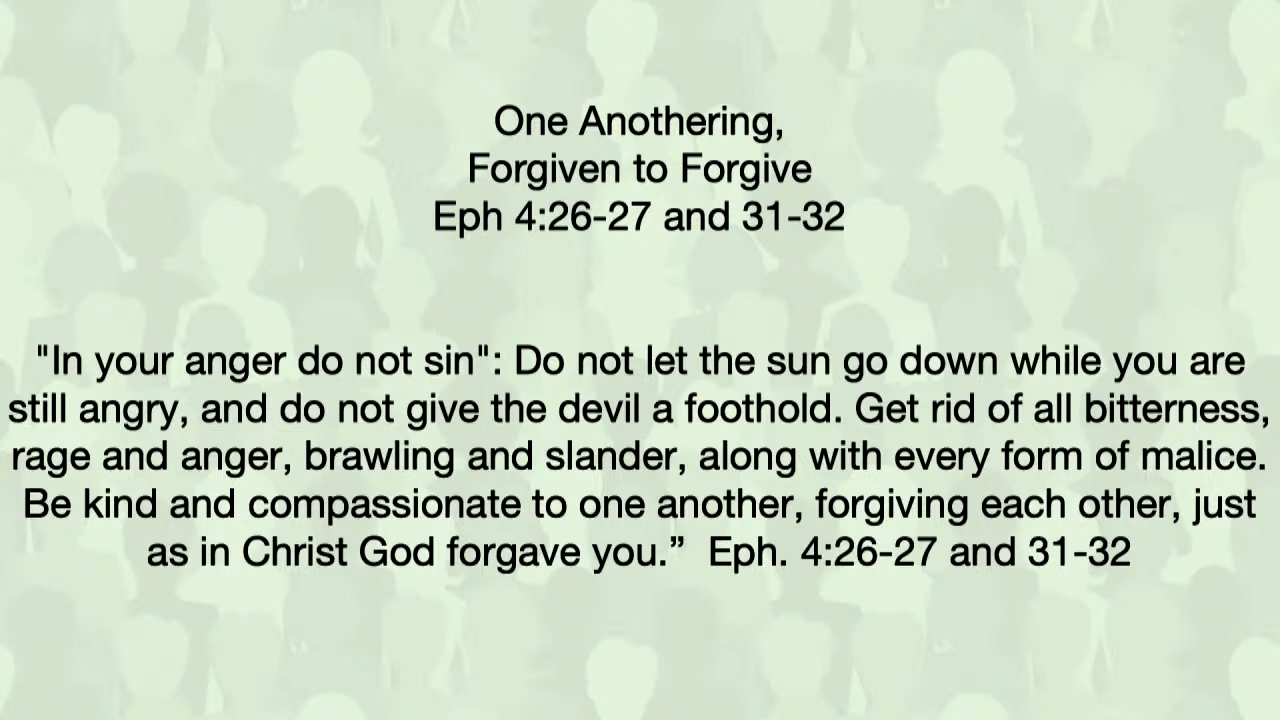 One Anothering,
Forgiven to Forgive
Eph 4:26-27 and 31-32
"In your anger do not sin": Do not let the sun go down while you are
still angry, and do not give the devil a foothold. Get rid of all bitterness,
rage and anger, brawling and slander, along with every form of malice.
Be kind and compassionate to one another, forgiving each other, just
as in Christ God forgave you.”  Eph. 4:26-27 and 31-32